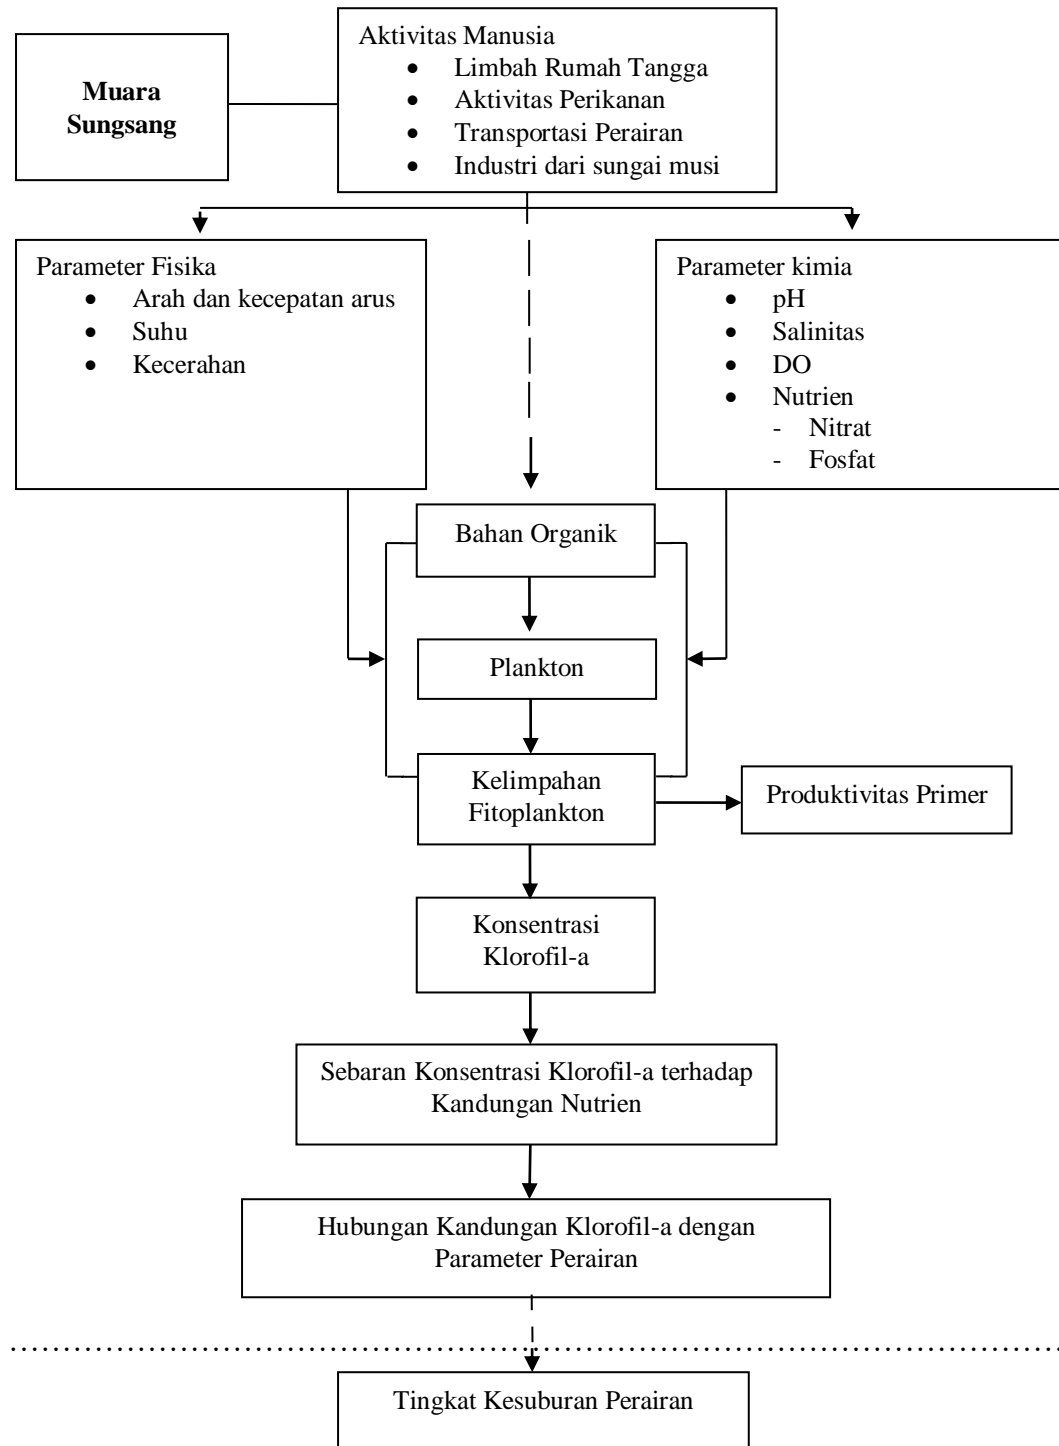 Muara
Sungsang
Aktivitas Manusia
• Limbah Rumah Tangga
• Aktivitas Perikanan
• Transportasi Perairan
• Industri dari sungai musi
Parameter Fisika
• Arah dan kecepatan arus
• Suhu
• Kecerahan
Parameter kimia
• pH
• Salinitas
• DO
• Nutrien
- Nitrat
- Fosfat
Bahan Organik
Plankton
Kelimpahan
Fitoplankton
Produktivitas Primer
Konsentrasi
Klorofil-a
Sebaran Konsentrasi Klorofil-a terhadap
Kandungan Nutrien
Hubungan Kandungan Klorofil-a dengan
Parameter Perairan
Tingkat Kesuburan Perairan